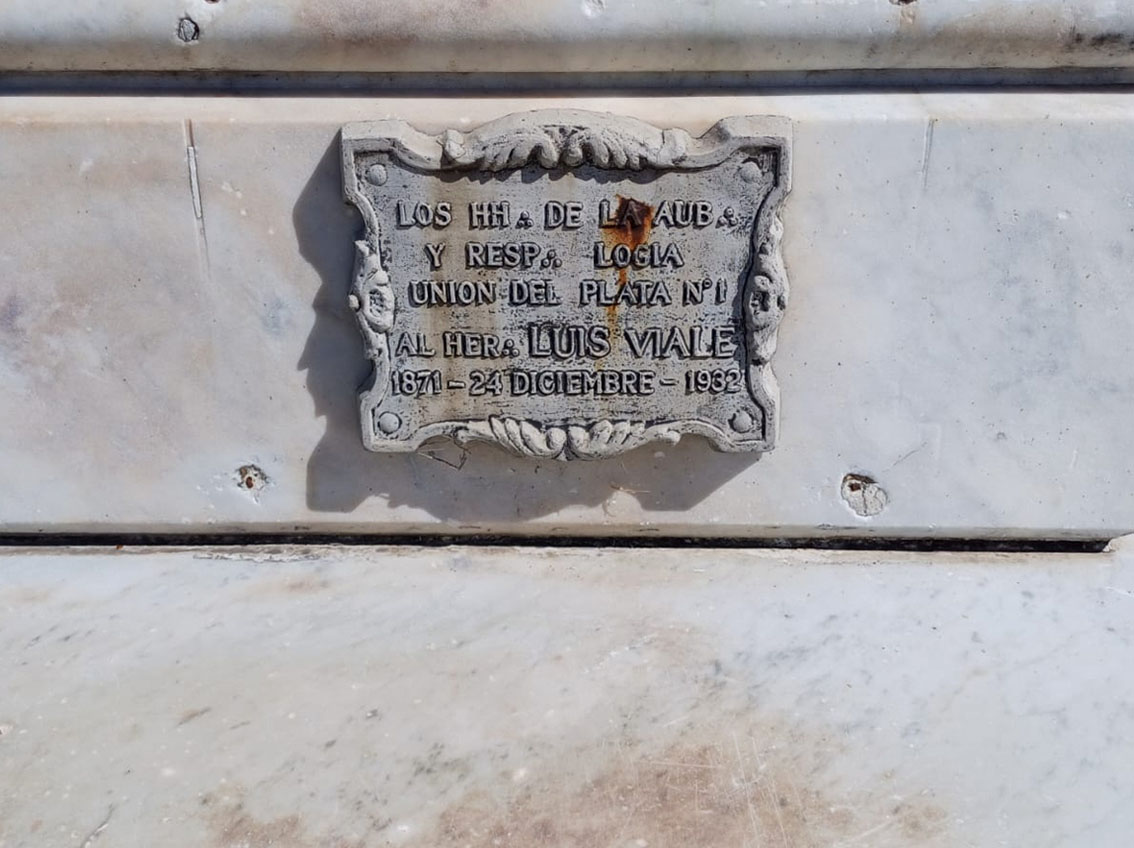 LOS HH∴ DE LA AUB∴
Y RESP∴ LOGIA
UNION DEL PLATA N°1
AL HER∴ LUIS VIALE
1871 - 24 DICIEMBRE - 1932